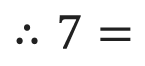 ∴ 7 =